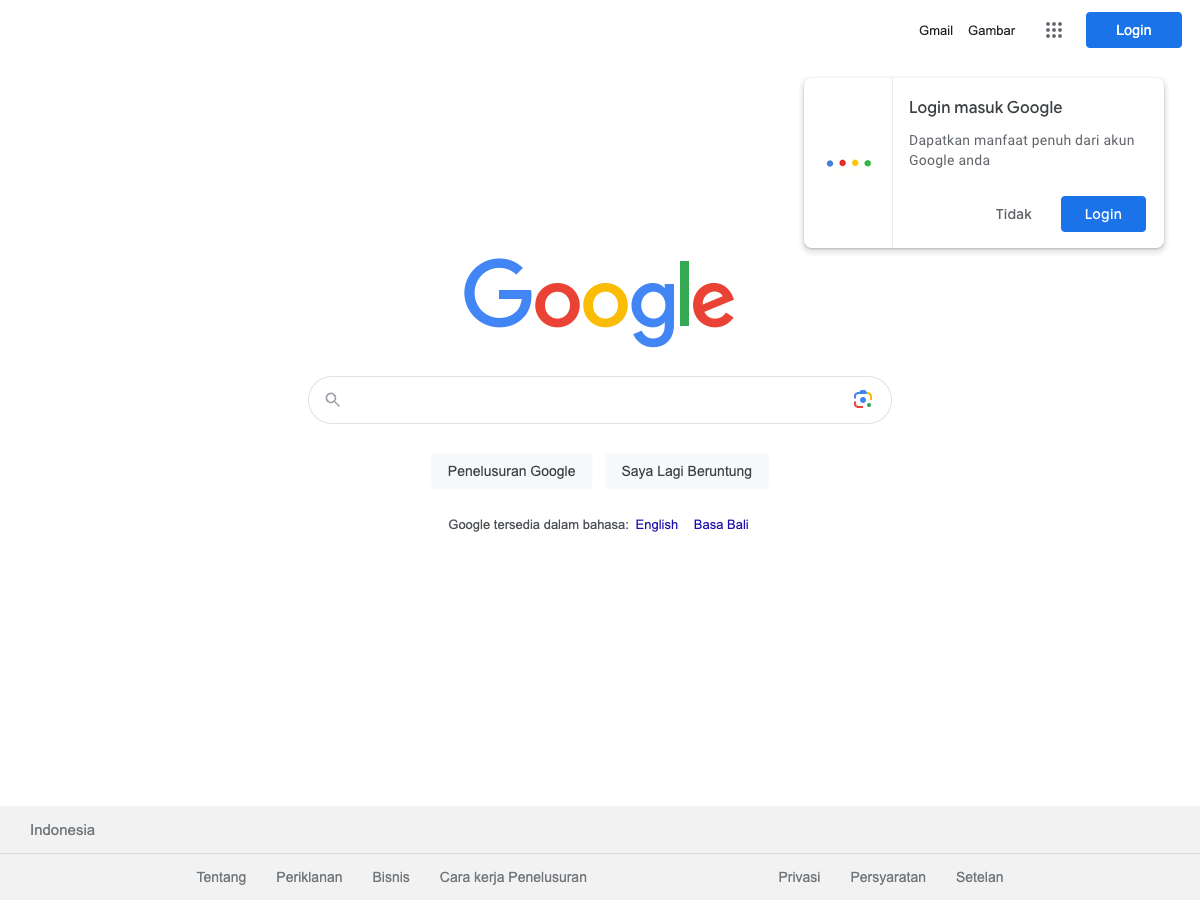 Gmail Gambar Login
Login masuk Google
Dapatkan manfaat penuh dari akun
Google anda
Tidak Login
Google
Penelusuran Google Saya Lagi Beruntung
Google tersedia dalam bahasa: English Basa Bali
Indonesia
Tentang Periklanan Bisnis Cara kerja Penelusuran Privasi Persyaratan Setelan